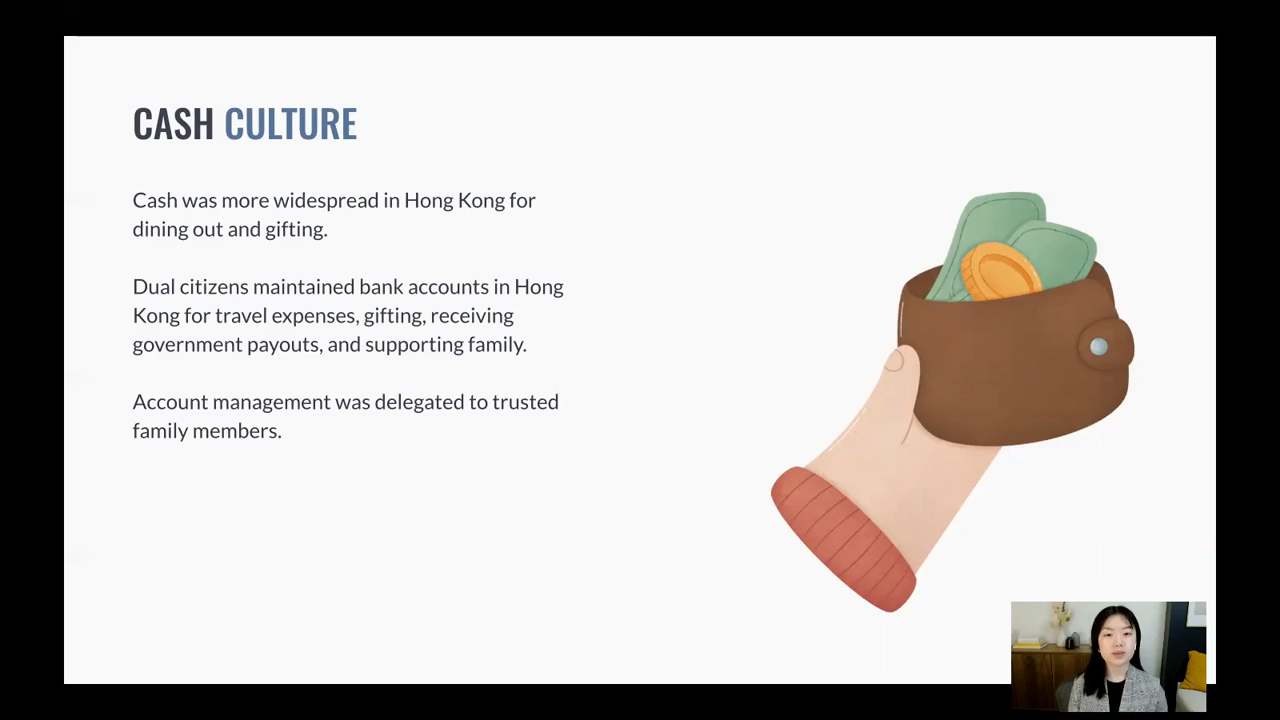 CASH CULTURE
Cash was more widespread in Hong Kong for
dining out and gifting.
Dual citizens maintained bank accounts in Hong
Kong for travel expenses, gifting, receiving
government payouts, and supporting family.
Account management was delegated to trusted
family members.